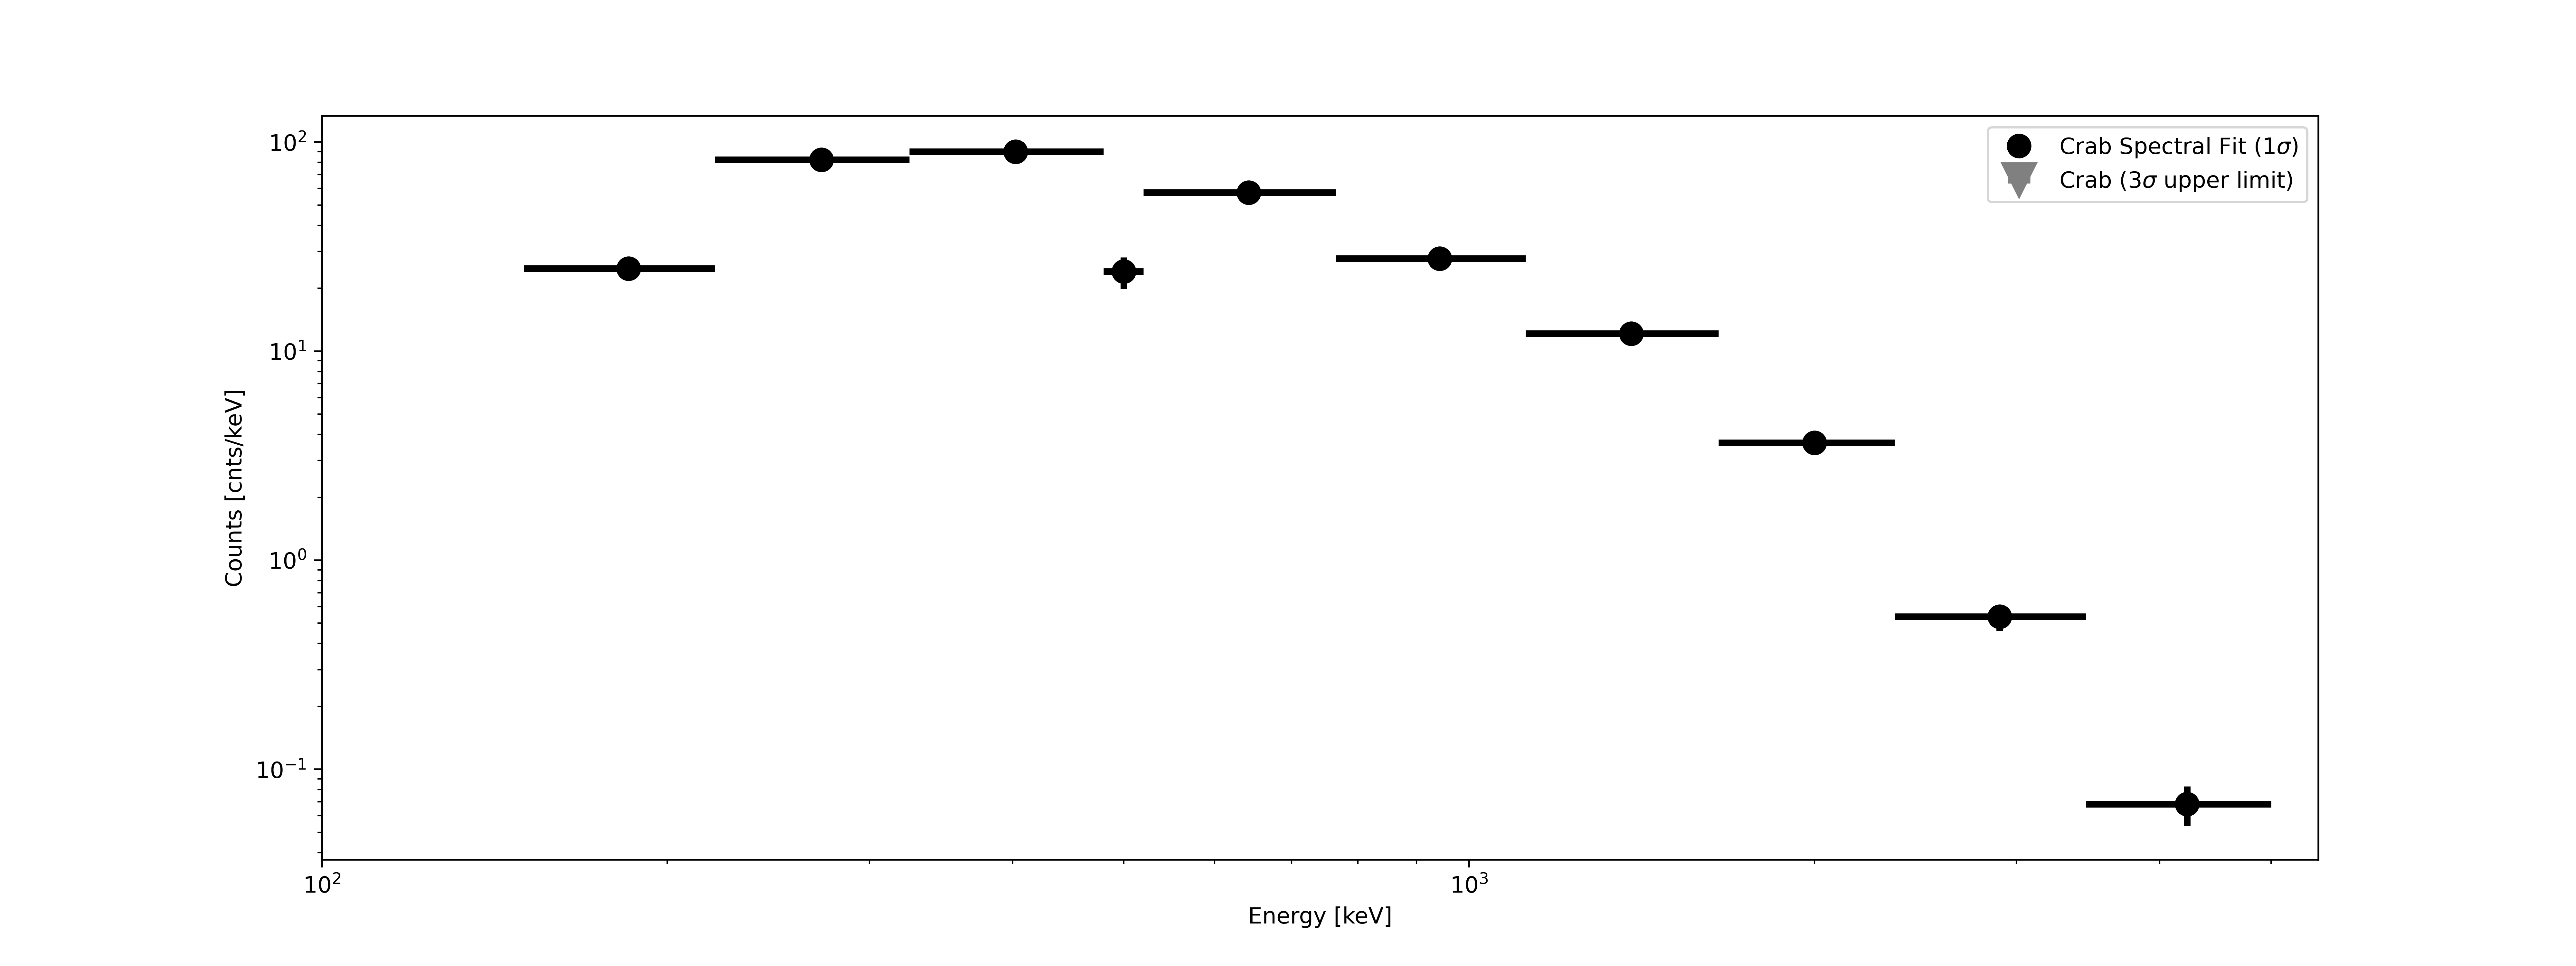 Crab Spectral Fit (1σ)
Crab (3σ upper limit)
10²
10¹
10⁰
10⁻¹
Counts [cnts/keV]
10²
10³
Energy [keV]